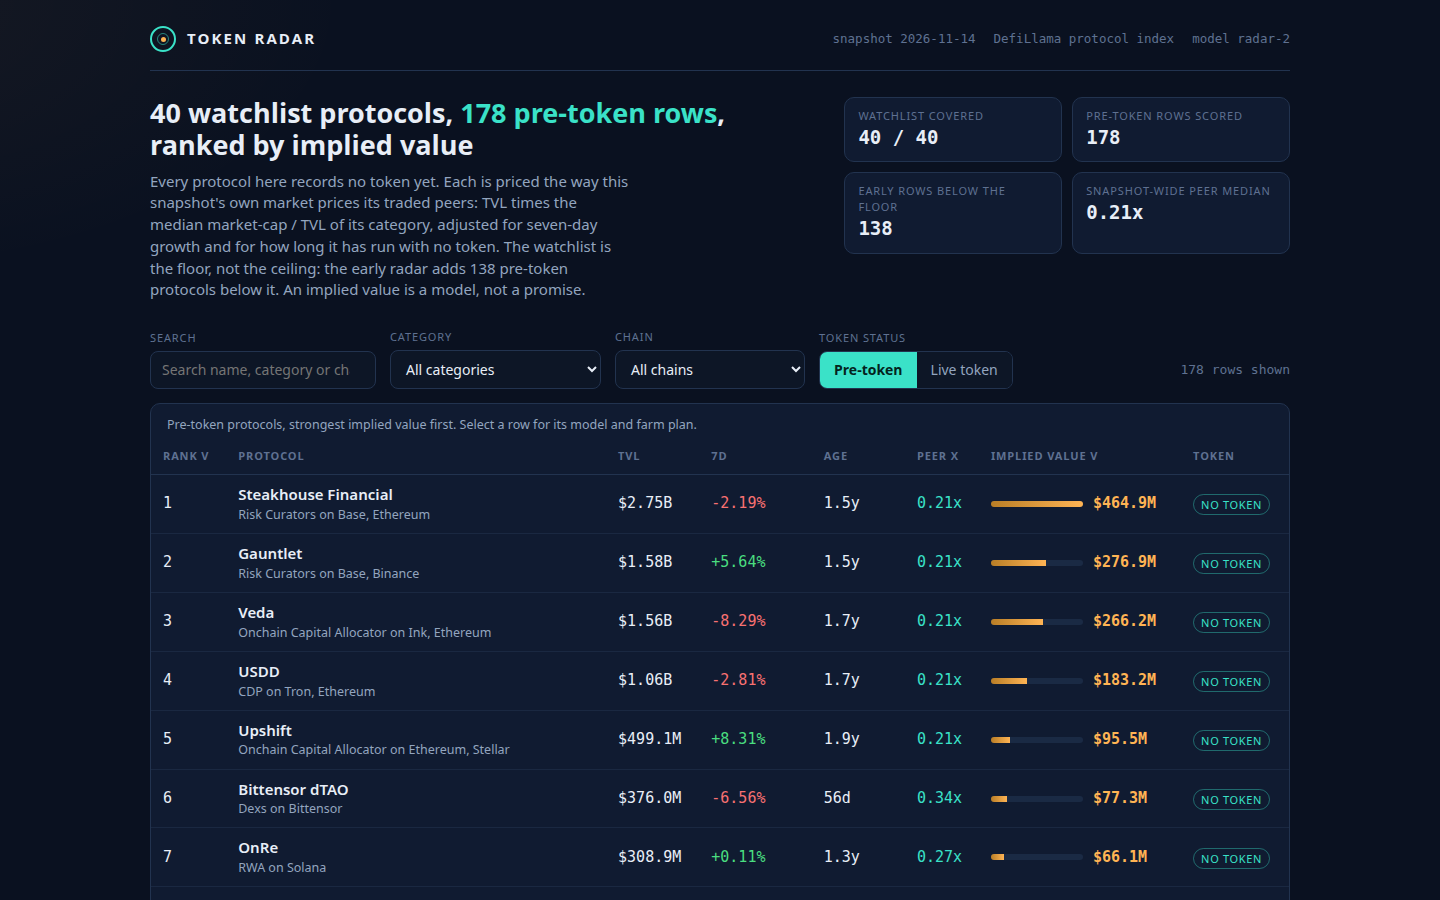 TOKEN RADAR
snapshot 2026-11-14 DefiLlama protocol index model radar-2
40 watchlist protocols, 178 pre-token rows,
ranked by implied value
Every protocol here records no token yet. Each is priced the way this
snapshot's own market prices its traded peers: TVL times the
median market-cap / TVL of its category, adjusted for seven-day
growth and for how long it has run with no token. The watchlist is
the floor, not the ceiling: the early radar adds 138 pre-token
protocols below it. An implied value is a model, not a promise.
WATCHLIST COVERED
40 / 40
PRE-TOKEN ROWS SCORED
178
EARLY ROWS BELOW THE
FLOOR
138
SNAPSHOT-WIDE PEER MEDIAN
0.21x
SEARCH
Search name, category or ch
CATEGORY
All categories
CHAIN
All chains
TOKEN STATUS
Pre-token Live token
178 rows shown
Pre-token protocols, strongest implied value first. Select a row for its model and farm plan.
RANK V PROTOCOL TVL 7D AGE PEER X IMPLIED VALUE V TOKEN
1 Steakhouse Financial $2.75B -2.19% 1.5y 0.21x $464.9M NO TOKEN
Risk Curators on Base, Ethereum
2 Gauntlet $1.58B +5.64% 1.5y 0.21x $276.9M NO TOKEN
Risk Curators on Base, Binance
3 Veda $1.56B -8.29% 1.7y 0.21x $266.2M NO TOKEN
Onchain Capital Allocator on Ink, Ethereum
4 USDD $1.06B -2.81% 1.7y 0.21x $183.2M NO TOKEN
CDP on Tron, Ethereum
5 Upshift $499.1M +8.31% 1.9y 0.21x $95.5M NO TOKEN
Onchain Capital Allocator on Ethereum, Stellar
6 Bittensor dTAO $376.0M -6.56% 56d 0.34x $77.3M NO TOKEN
Dexs on Bittensor
7 OnRe $308.9M +0.11% 1.3y 0.27x $66.1M NO TOKEN
RWA on Solana